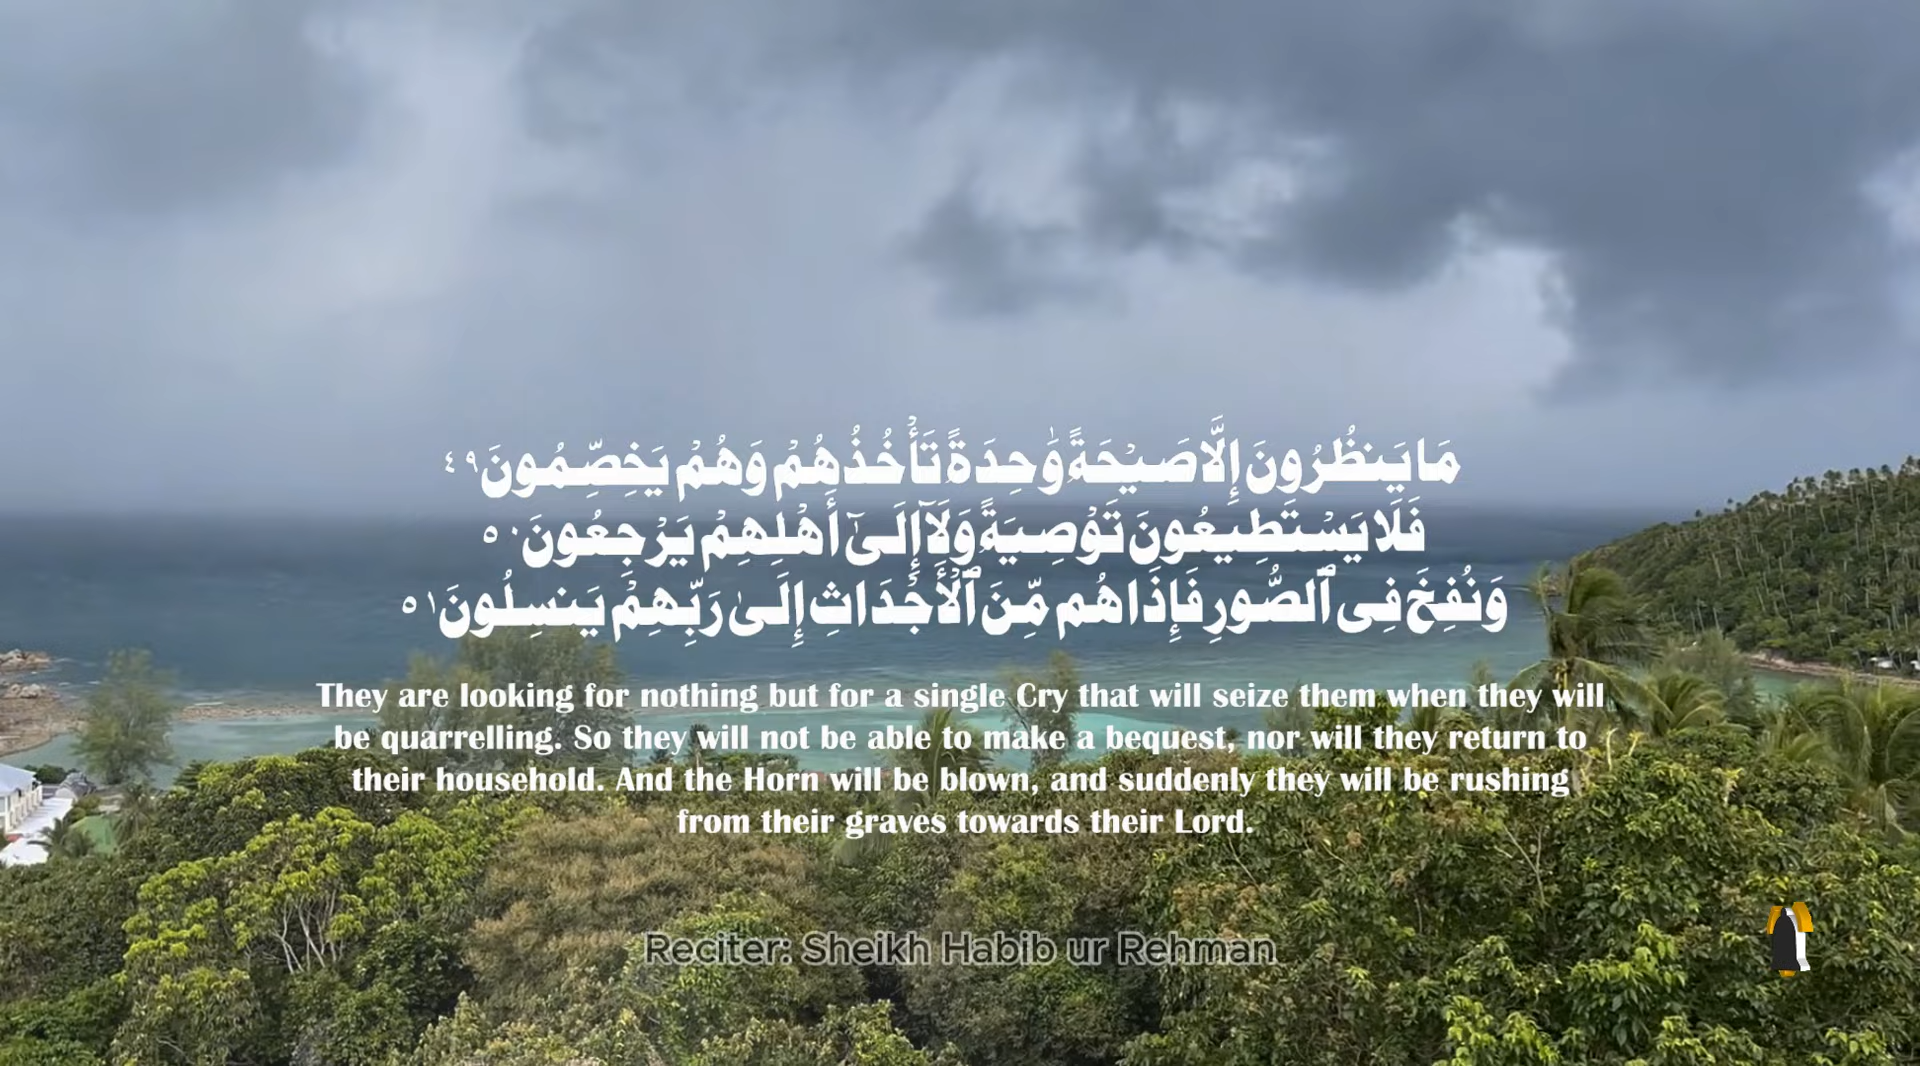 مَا يَنظُرُونَ إِلَّا صَيْحَةً وَٰحِدَةً تَأْخُذُهُمْ وَهُمْ يَخِصِّمُونَ ٤٩
فَلَا يَسْتَطِيعُونَ تَوْصِيَةً وَلَآ إِلَىٰٓ أَهْلِهِمْ يَرْجِعُونَ ٥٠
وَنُفِخَ فِى ٱلصُّورِ فَإِذَا هُم مِّنَ ٱلْأَجْدَاثِ إِلَىٰ رَبِّهِمْ يَنسِلُونَ ٥١
They are looking for nothing but for a single Cry that will seize them when they will
be quarrelling. So they will not be able to make a bequest, nor will they return to
their household. And the Horn will be blown, and suddenly they will be rushing
from their graves towards their Lord.
Reciter: Sheikh Habib ur Rehman